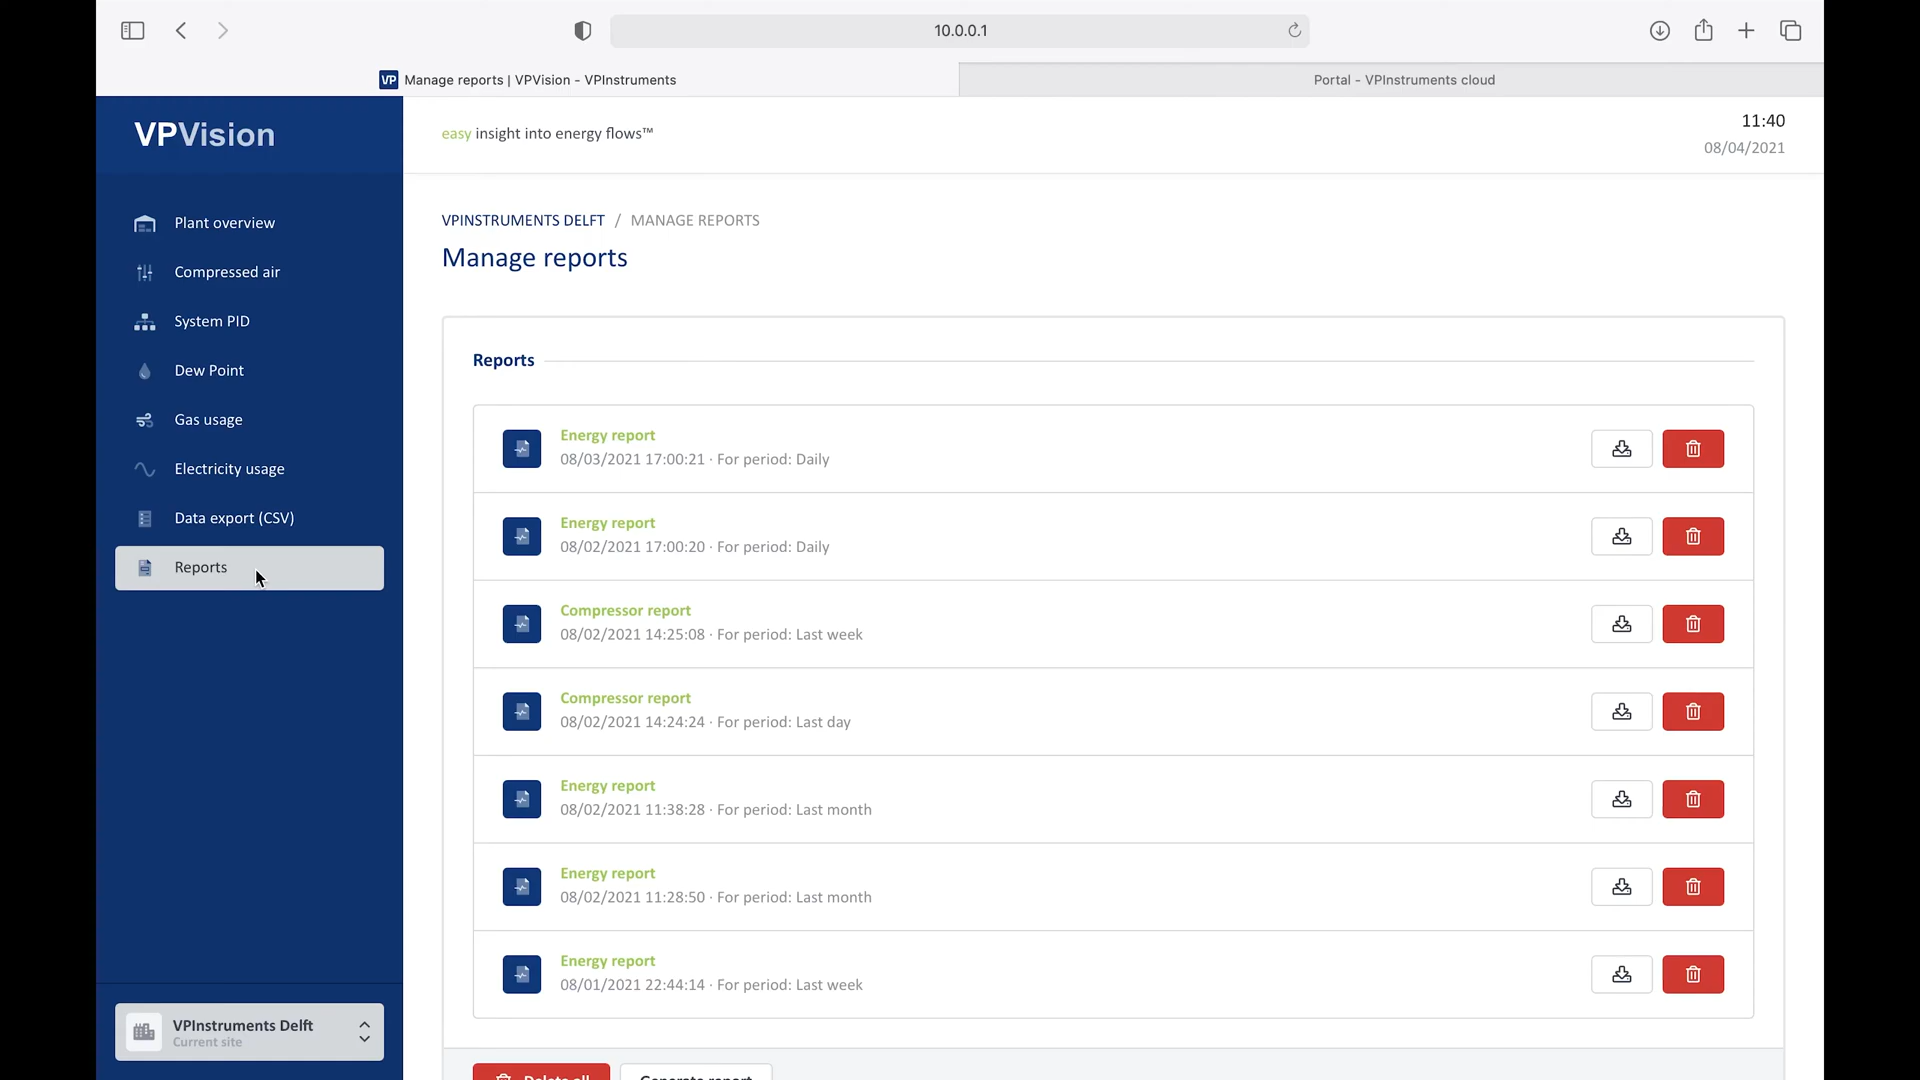 10.0.0.1
VP Manage reports | VPVision - VPInstruments
Portal - VPInstruments cloud
VPVision
easy insight into energy flows™
11:40
08/04/2021
Plant overview
Compressed air
System PID
Dew Point
Gas usage
Electricity usage
Data export (CSV)
Reports
VPInstruments Delft
Current site
VPINSTRUMENTS DELFT / MANAGE REPORTS
Manage reports
Reports
Energy report
08/03/2021 17:00:21 · For period: Daily
Energy report
08/02/2021 17:00:20 · For period: Daily
Compressor report
08/02/2021 14:25:08 · For period: Last week
Compressor report
08/02/2021 14:24:24 · For period: Last day
Energy report
08/02/2021 11:38:28 · For period: Last month
Energy report
08/02/2021 11:28:50 · For period: Last month
Energy report
08/01/2021 22:44:14 · For period: Last week
Delete all
Generate report